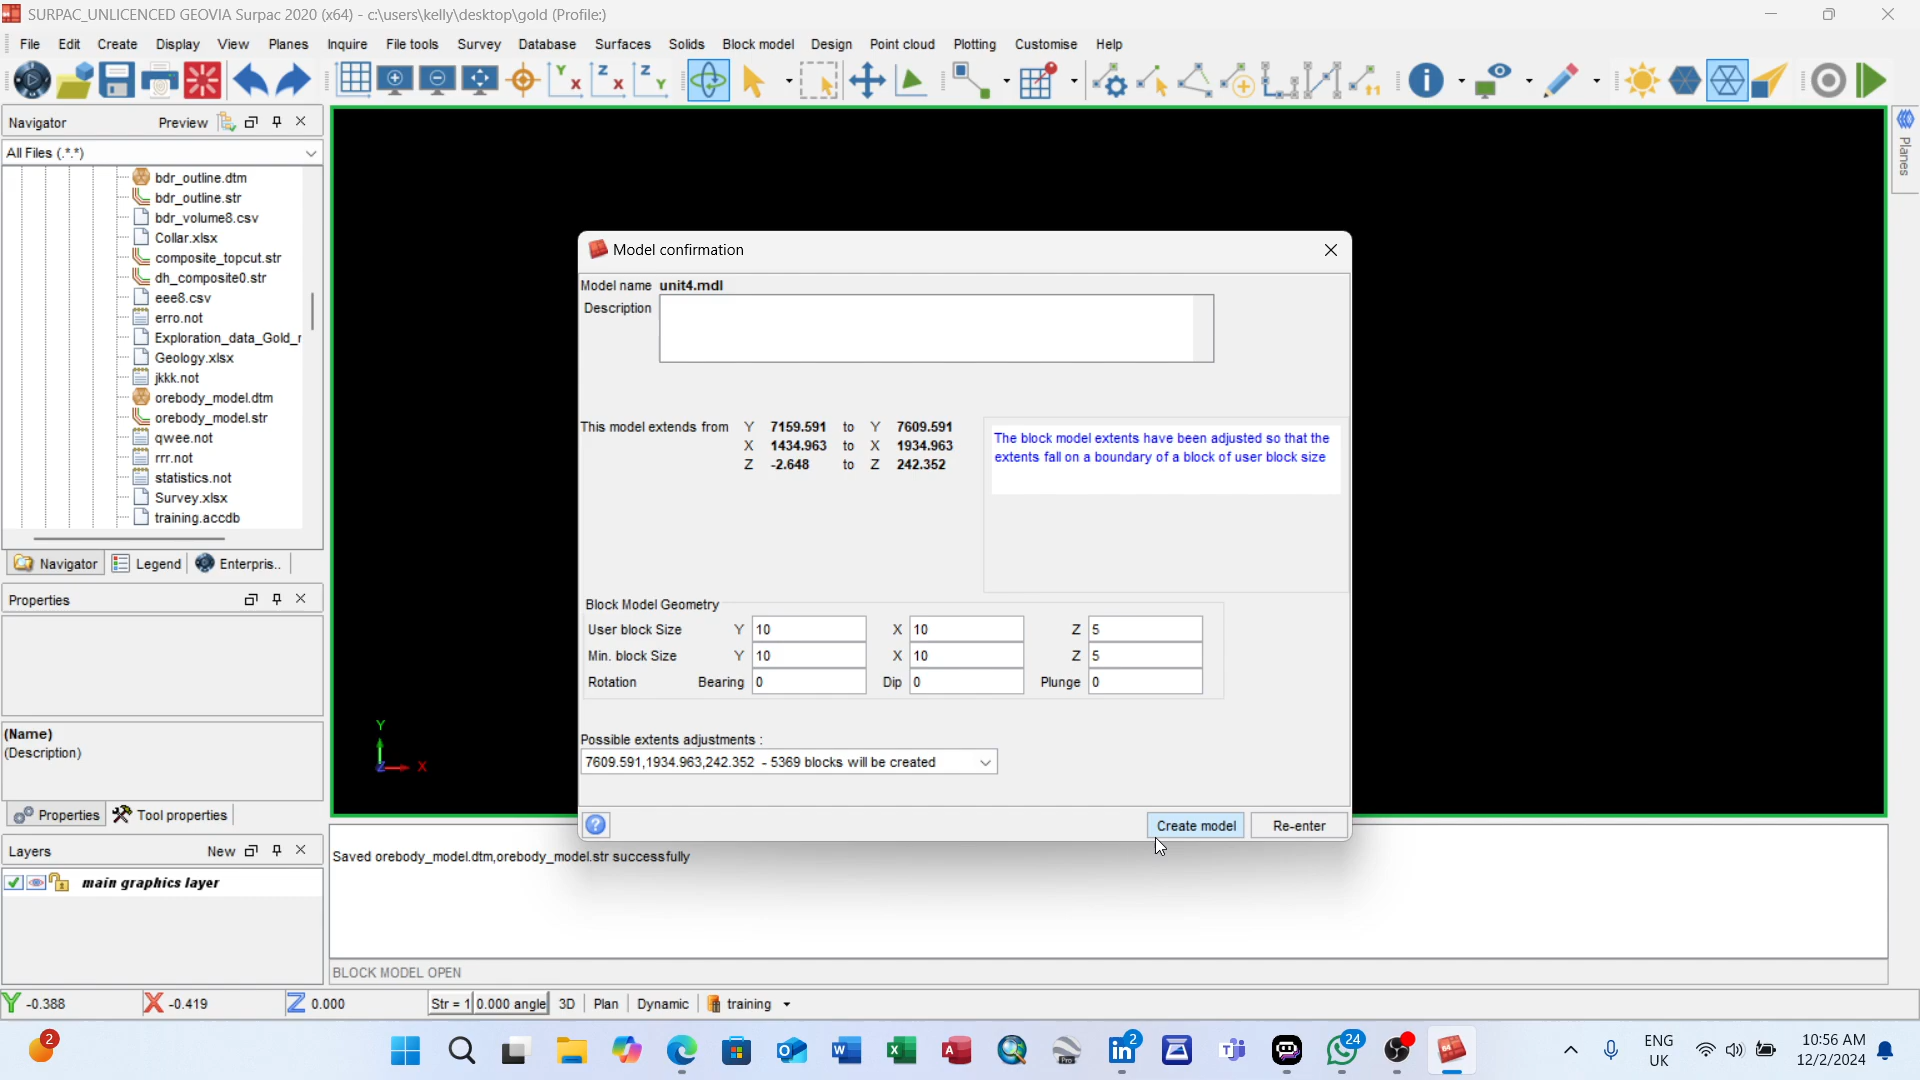 SURPAC_UNLICENCED GEOVIA Surpac 2020 (x64) - c:\users\kelly\desktop\gold (Profile:)
File Edit Create Display View Planes Inquire File tools Survey Database Surfaces Solids Block model Design Point cloud Plotting Customise Help
Navigator Preview
All Files (*.*)
bdr_outline.dtm
bdr_outline.str
bdr_volume8.csv
Collar.xlsx
composite_topcut.str
dh_composite0.str
eee8.csv
erro.not
Exploration_data_Gold_r
Geology.xlsx
jkkk.not
orebody_model.dtm
orebody_model.str
qwee.not
rrr.not
statistics.not
Survey.xlsx
training.accdb
Navigator Legend Enterpris..
Properties
(Name)
(Description)
Properties Tool properties
Layers New
main graphics layer
Planes
Y
Z X
Model confirmation
Model name unit4.mdl
Description
This model extends from Y 7159.591 to Y 7609.591
X 1434.963 to X 1934.963
Z -2.648 to Z 242.352
The block model extents have been adjusted so that the
extents fall on a boundary of a block of user block size
Block Model Geometry
User block Size Y 10 X 10 Z 5
Min. block Size Y 10 X 10 Z 5
Rotation Bearing 0 Dip 0 Plunge 0
Possible extents adjustments :
7609.591,1934.963,242.352 - 5369 blocks will be created
Create model Re-enter
Saved orebody_model.dtm,orebody_model.str successfully
BLOCK MODEL OPEN
Y -0.388 X -0.419 Z 0.000 Str = 1 0.000 angle 3D Plan Dynamic training
2
2
24
ENG
UK
10:56 AM
12/2/2024